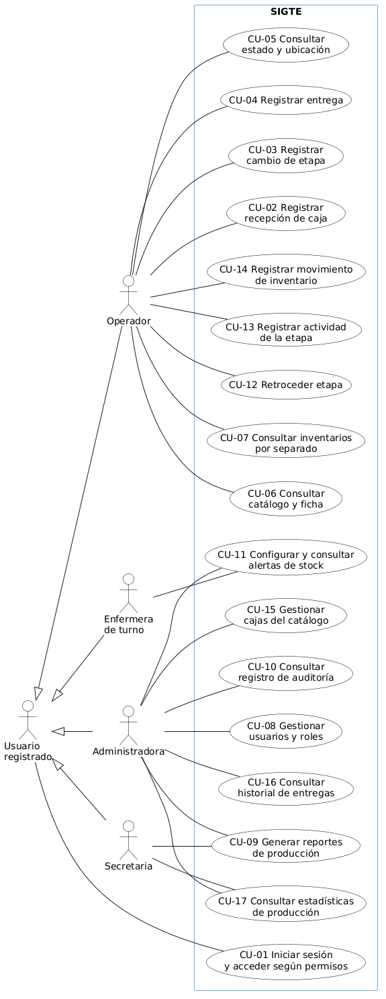 SIGTE
CU-05 Consultar
estado y ubicación
CU-04 Registrar entrega
CU-03 Registrar
cambio de etapa
CU-02 Registrar
recepción de caja
CU-14 Registrar movimiento
de inventario
Operador
CU-13 Registrar actividad
de la etapa
CU-12 Retroceder etapa
CU-07 Consultar inventarios
por separado
CU-06 Consultar
catálogo y ficha
CU-11 Configurar y consultar
alertas de stock
Enfermera
de turno
CU-15 Gestionar
cajas del catálogo
CU-10 Consultar
registro de auditoría
CU-08 Gestionar
usuarios y roles
Usuario
registrado
Administradora
CU-16 Consultar
historial de entregas
CU-09 Generar reportes
de producción
Secretaria
CU-17 Consultar estadísticas
de producción
CU-01 Iniciar sesión
y acceder según permisos